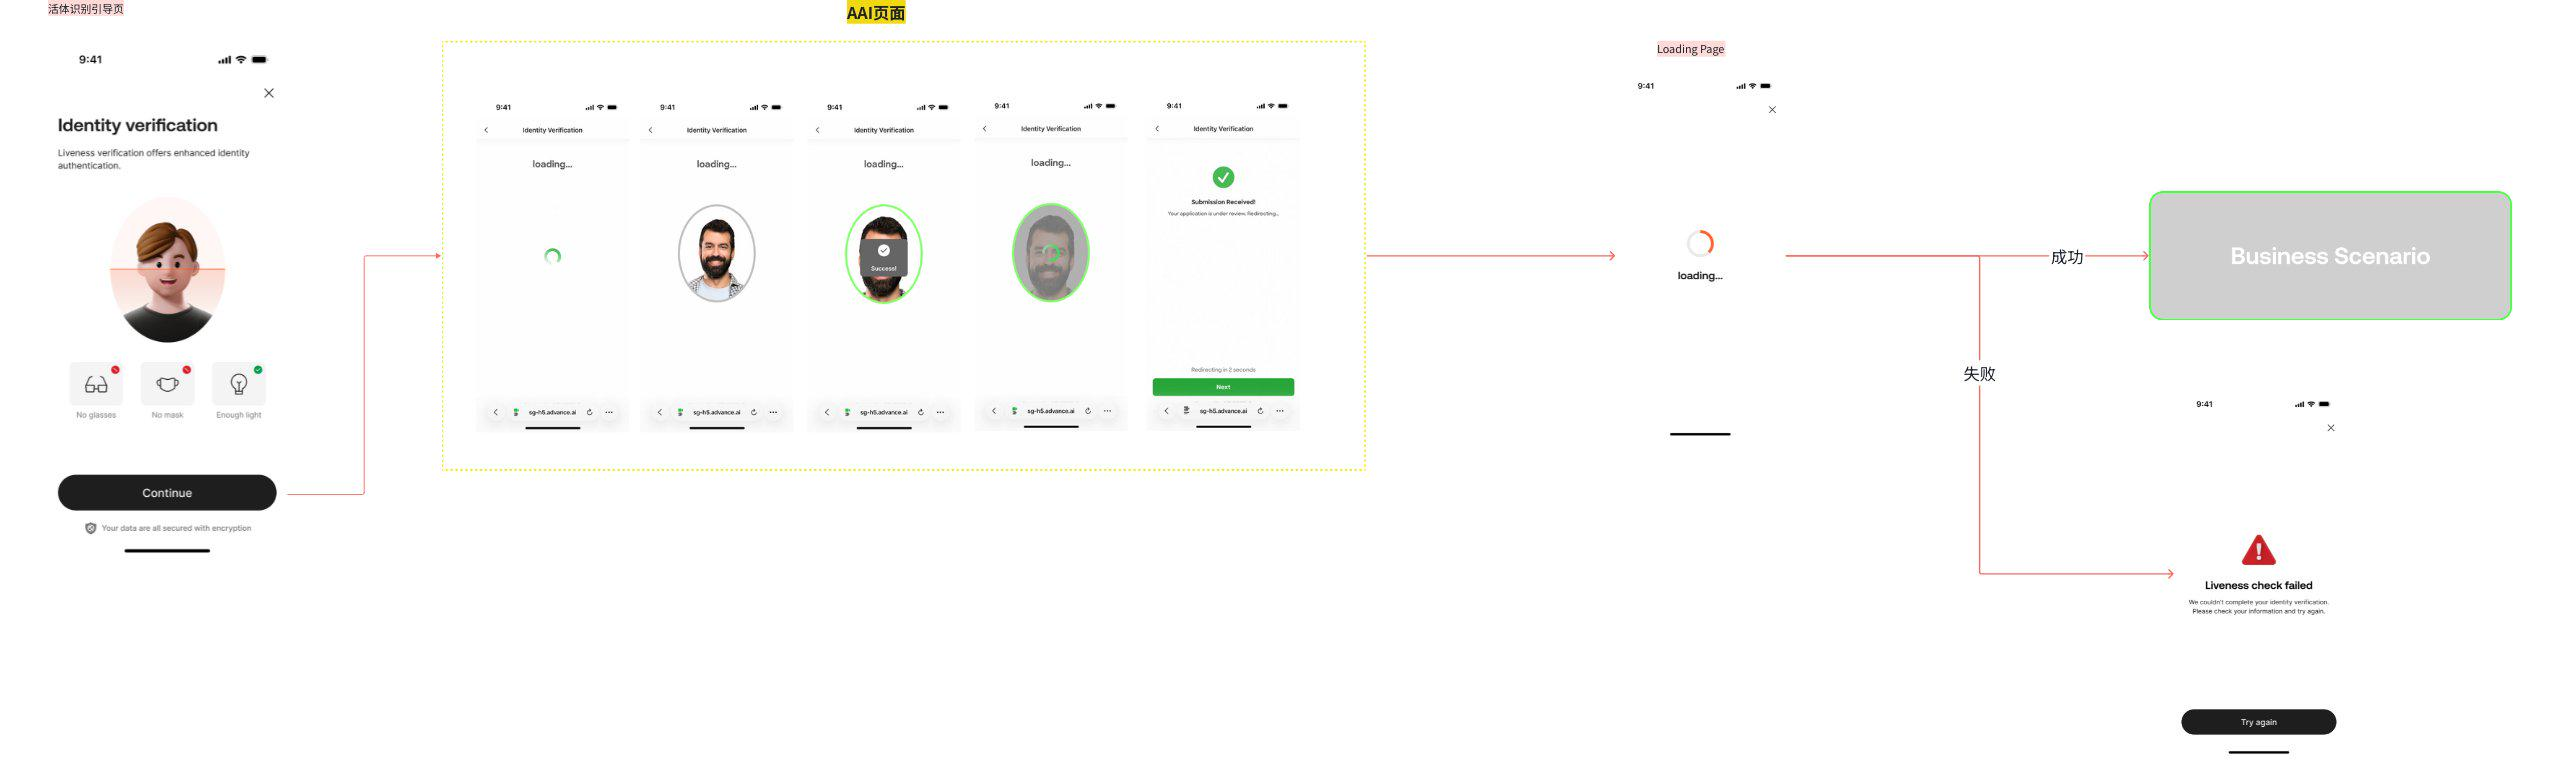 活体识别引导页
9:41
Identity verification
Liveness verification offers enhanced identity
authentication.
No glasses
No mask
Enough light
Continue
Your data are all secured with encryption
AAI页面
9:41
Identity Verification
loading...
sg-h5.advance.ai
9:41
Identity Verification
loading...
sg-h5.advance.ai
9:41
Identity Verification
loading...
Success!
sg-h5.advance.ai
9:41
Identity Verification
loading...
sg-h5.advance.ai
9:41
Identity Verification
Submission Received!
Your application is under review. Redirecting...
Redirecting in 2 seconds
Next
sg-h5.advance.ai
Loading Page
9:41
loading...
成功
Business Scenario
失败
9:41
Liveness check failed
We couldn't complete your identity verification.
Please check your information and try again.
Try again